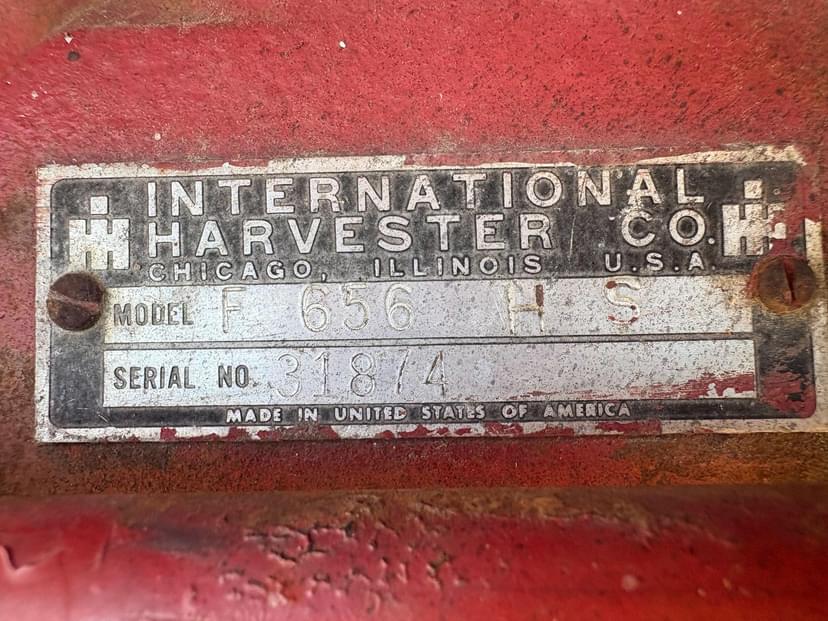 INTERNATIONAL
HARVESTER CO.
CHICAGO, ILLINOIS U.S.A.
MODEL F 656 H S
SERIAL NO. 31874
MADE IN UNITED STATES OF AMERICA